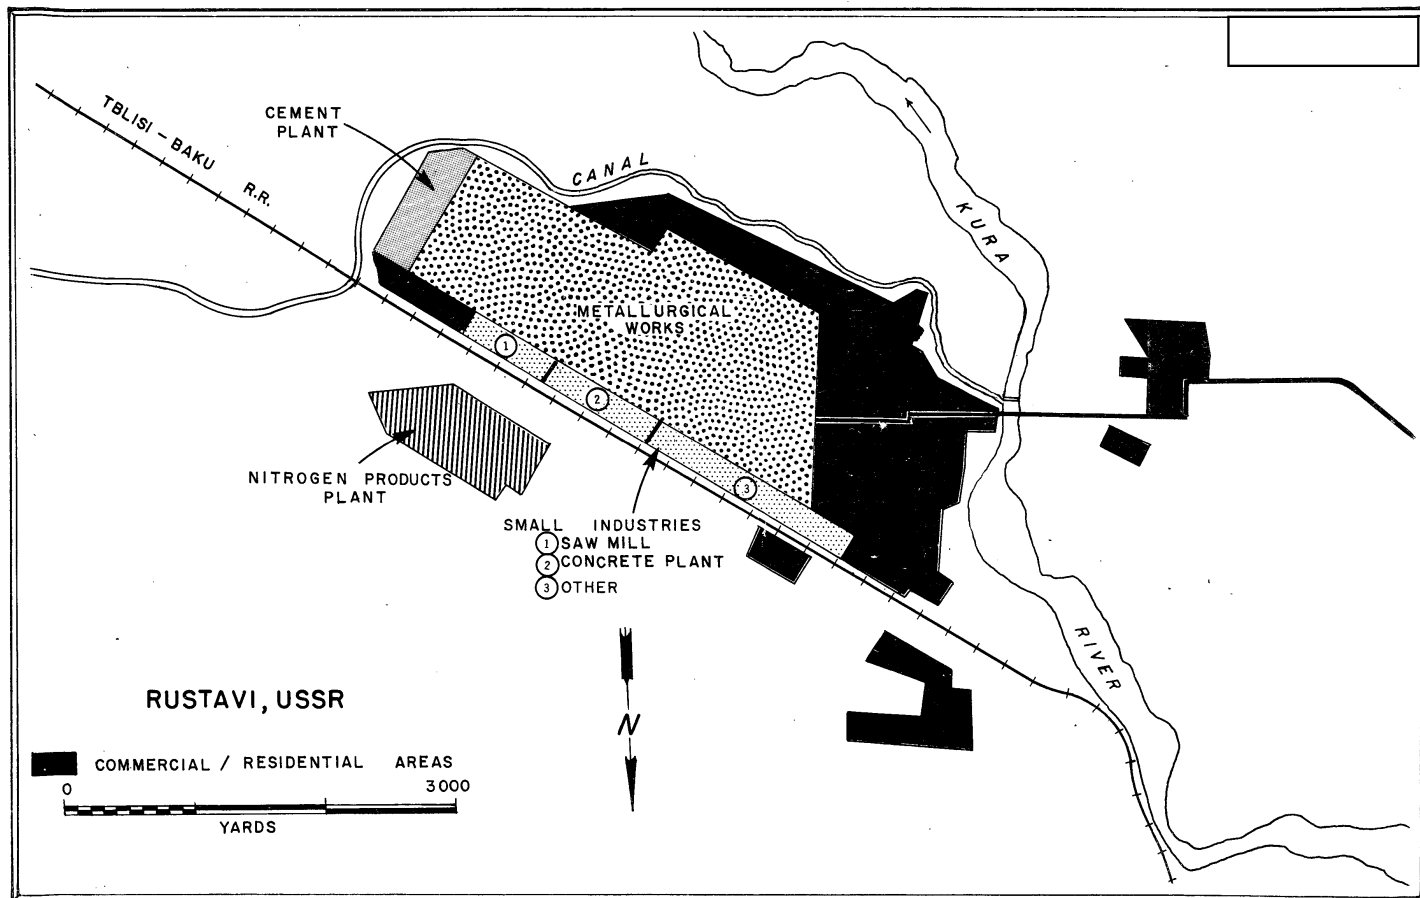 TBLISI – BAKU R.R.
CEMENT
PLANT
CANAL
KURA
METALLURGICAL
WORKS
1
2
3
NITROGEN PRODUCTS
PLANT
SMALL INDUSTRIES
1 SAW MILL
2 CONCRETE PLANT
3 OTHER
RIVER
N
RUSTAVI, USSR
COMMERCIAL / RESIDENTIAL AREAS
0 3000
YARDS